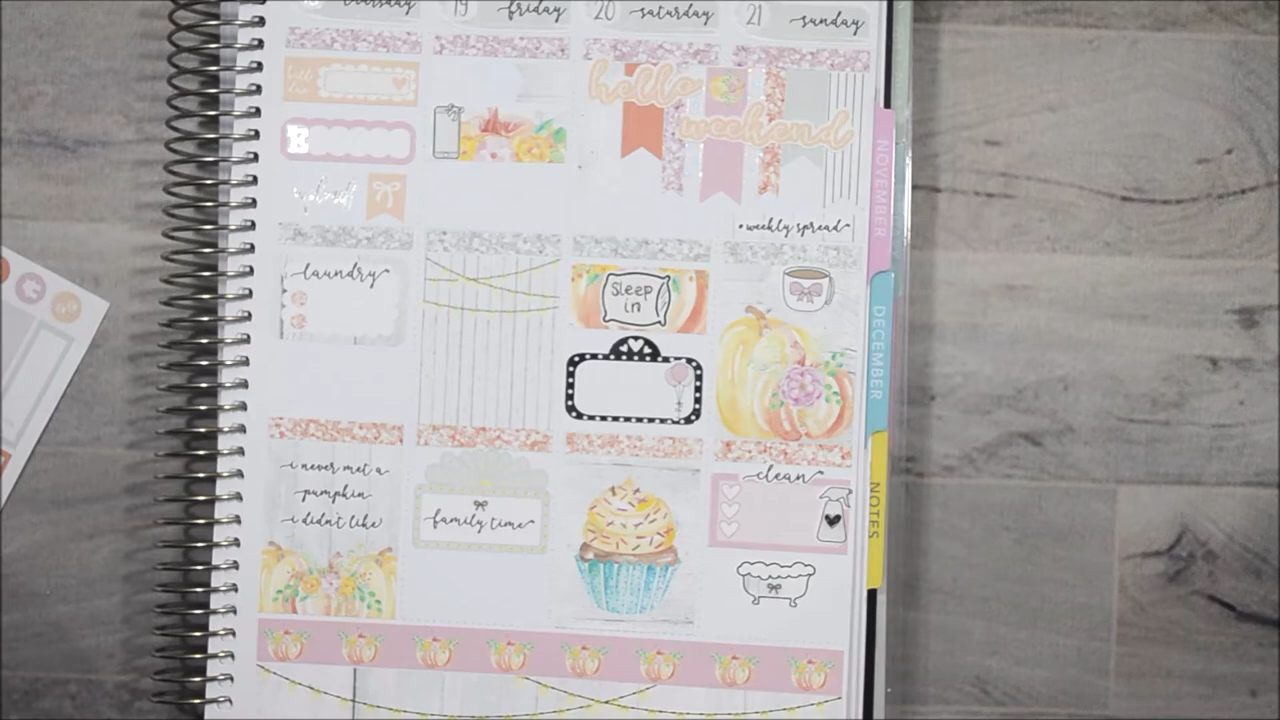 thursday
19 friday
20 saturday
21 sunday
hello
weekend
NOVEMBER
• weekly spread
laundry
Sleep
in
DECEMBER
i never met a
pumpkin
i didn't like
family time
clean
NOTES